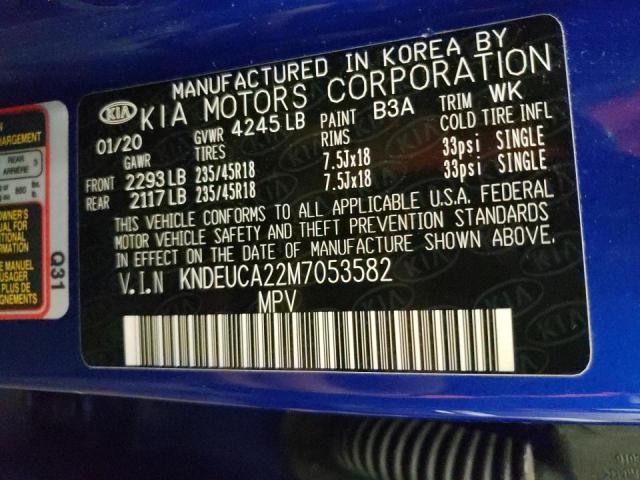 MANUFACTURED IN KOREA BY
KIA KIA MOTORS CORPORATION
01/20 GVWR 4245 LB PAINT B3A TRIM WK
GAWR TIRES RIMS COLD TIRE INFL
FRONT 2293 LB 235/45R18 7.5Jx18 33psi SINGLE
REAR 2117 LB 235/45R18 7.5Jx18 33psi SINGLE
THIS VEHICLE CONFORMS TO ALL APPLICABLE U.S.A. FEDERAL
MOTOR VEHICLE SAFETY AND THEFT PREVENTION STANDARDS
IN EFFECT ON THE DATE OF MANUFACTURE SHOWN ABOVE.
V.I.N KNDEUCA22M7053582
MPV
REAR
ARRIERE
Q31